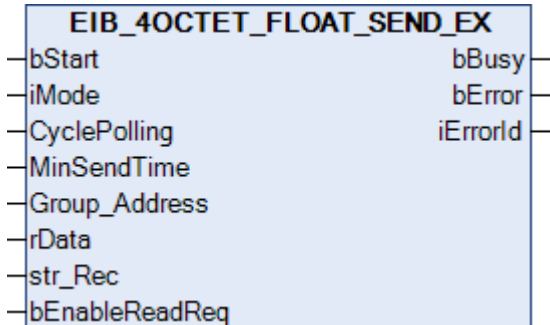 EIB_4OCTET_FLOAT_SEND_EX
bStart bBusy
iMode bError
CyclePolling iErrorId
MinSendTime
Group_Address
rData
str_Rec
bEnableReadReq